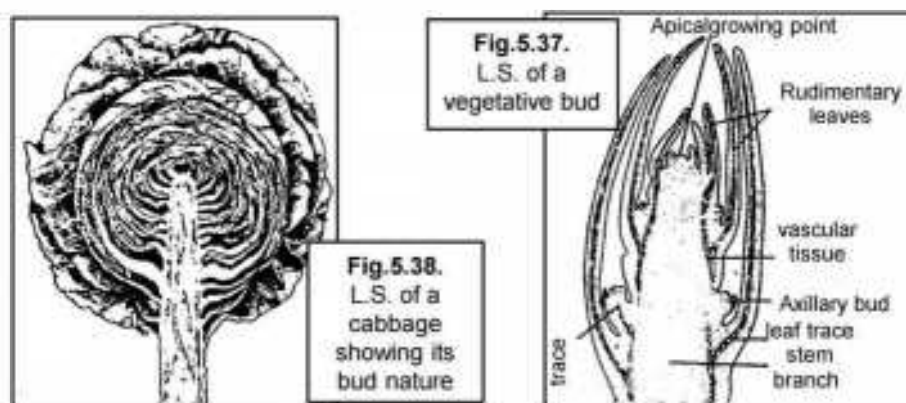 Fig.5.37.
L.S. of a
vegetative bud
Apicalgrowing point
Rudimentary
leaves
vascular
tissue
Axillary bud
leaf trace
stem
branch
trace
Fig.5.38.
L.S. of a
cabbage
showing its
bud nature